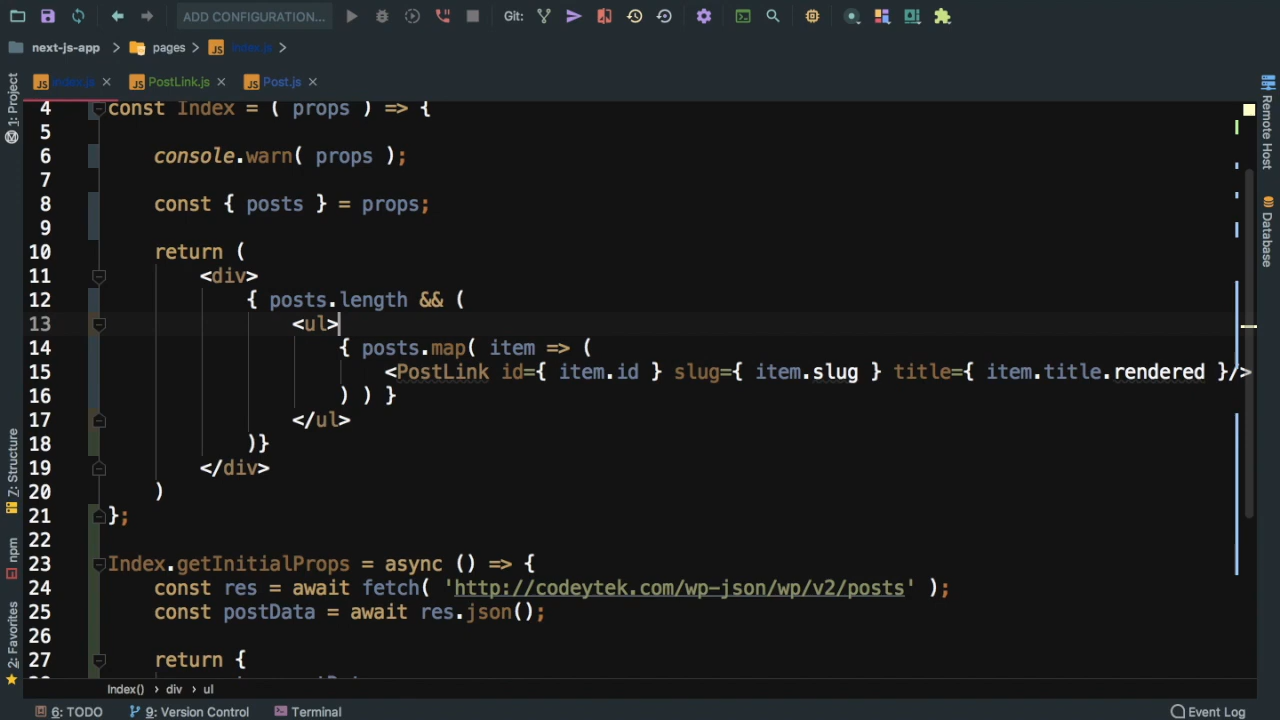 ADD CONFIGURATION...
Git:
next-js-app
pages
index.js
index.js
PostLink.js
Post.js
1: Project
Z: Structure
npm
2: Favorites
Remote Host
Database
4 const Index = ( props ) => {
5
6 console.warn( props );
7
8 const { posts } = props;
9
10 return (
11 <div>
12 { posts.length && (
13 <ul>
14 { posts.map( item => (
15 <PostLink id={ item.id } slug={ item.slug } title={ item.title.rendered }/>
16 ) ) }
17 </ul>
18 )}
19 </div>
20 )
21 };
22
23 Index.getInitialProps = async () => {
24 const res = await fetch( 'http://codeytek.com/wp-json/wp/v2/posts' );
25 const postData = await res.json();
26
27 return {
Index() › div › ul
6: TODO
9: Version Control
Terminal
Event Log